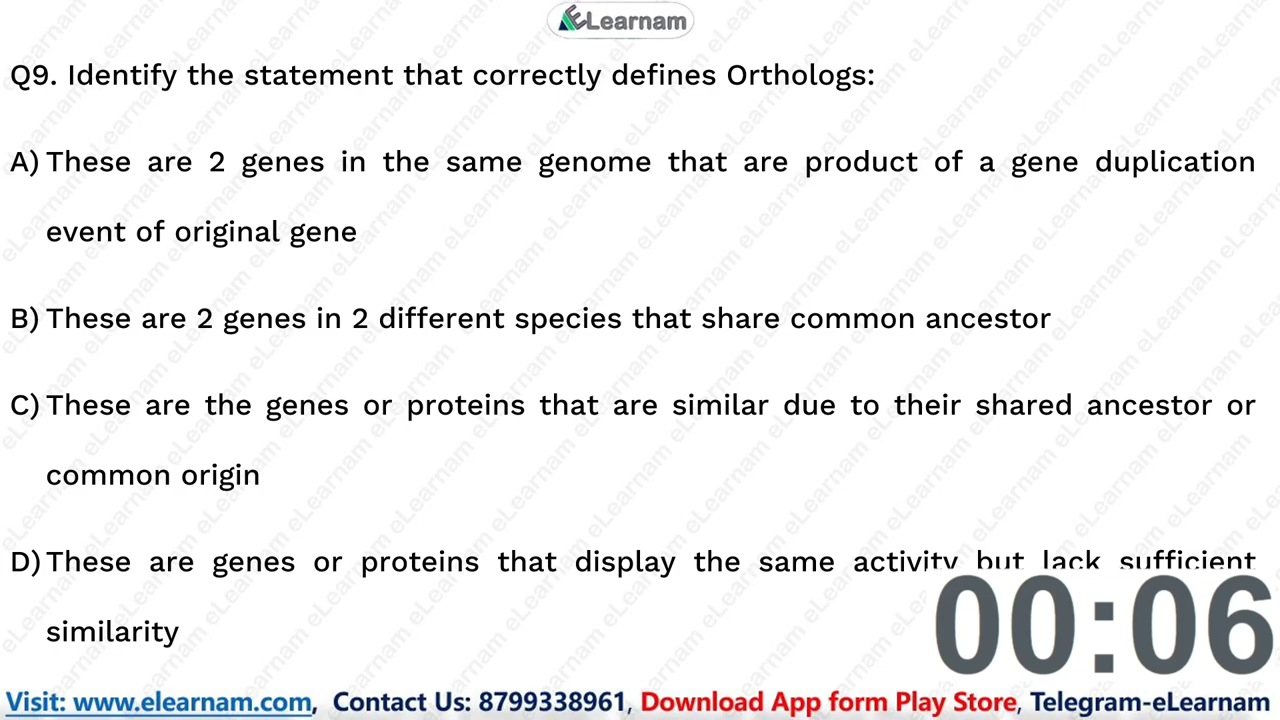 eLearnam
Q9. Identify the statement that correctly defines Orthologs:
A) These are 2 genes in the same genome that are product of a gene duplication
event of original gene
B) These are 2 genes in 2 different species that share common ancestor
C) These are the genes or proteins that are similar due to their shared ancestor or
common origin
D) These are genes or proteins that display the same activity but lack sufficient
similarity
00:06
Visit: www.elearnam.com, Contact Us: 8799338961, Download App form Play Store, Telegram-eLearnam